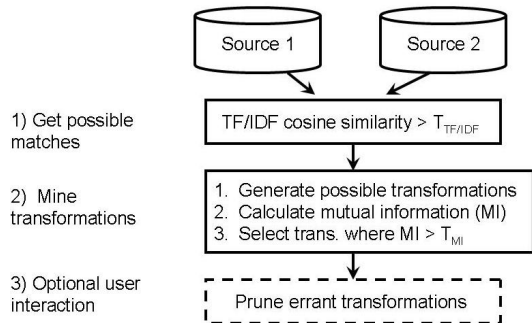 Source 1
Source 2
1) Get possible
matches
TF/IDF cosine similarity > T_TF/IDF
2) Mine
transformations
1. Generate possible transformations
2. Calculate mutual information (MI)
3. Select trans. where MI > T_MI
3) Optional user
interaction
Prune errant transformations